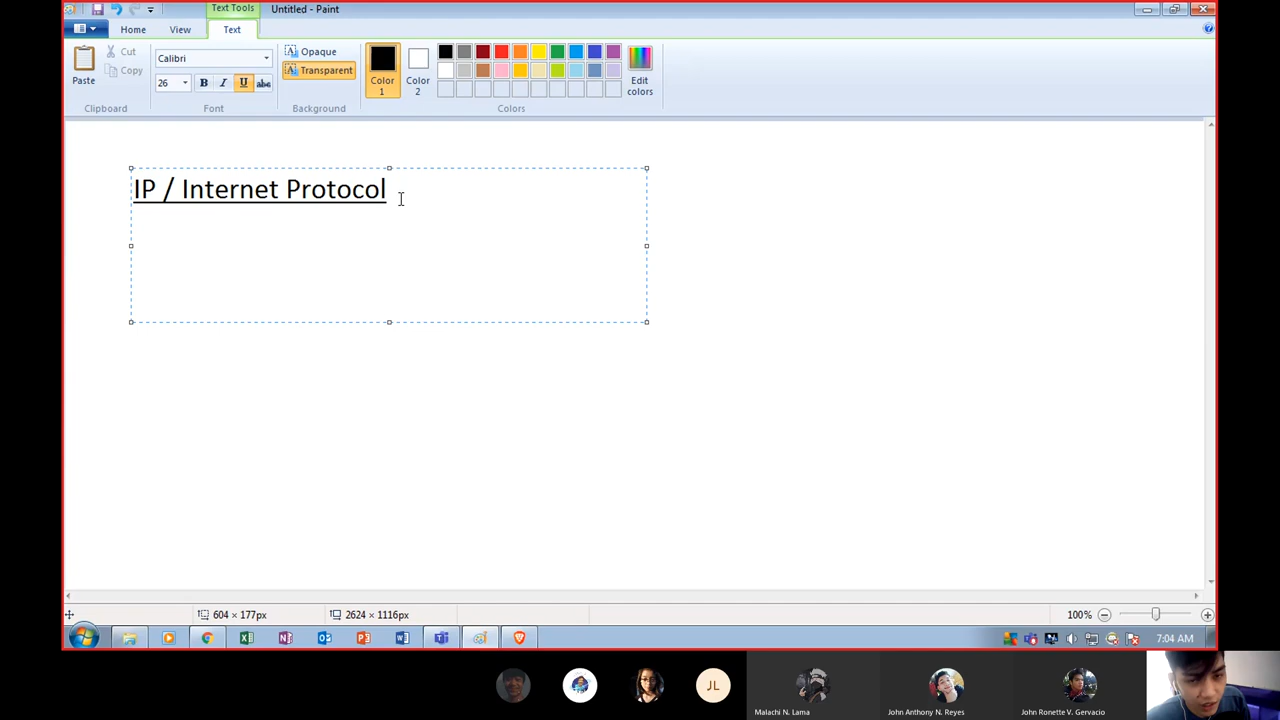 Text Tools
Untitled - Paint
Home
View
Text
Cut
Copy
Paste
Clipboard
Calibri
26
B
I
U
abc
Font
Opaque
Transparent
Background
Color
1
Color
2
Edit
colors
Colors
IP / Internet Protocol
604 × 177px
2624 × 1116px
100%
7:04 AM
JL
Malachi N. Lama
John Anthony N. Reyes
John Ronette V. Gervacio